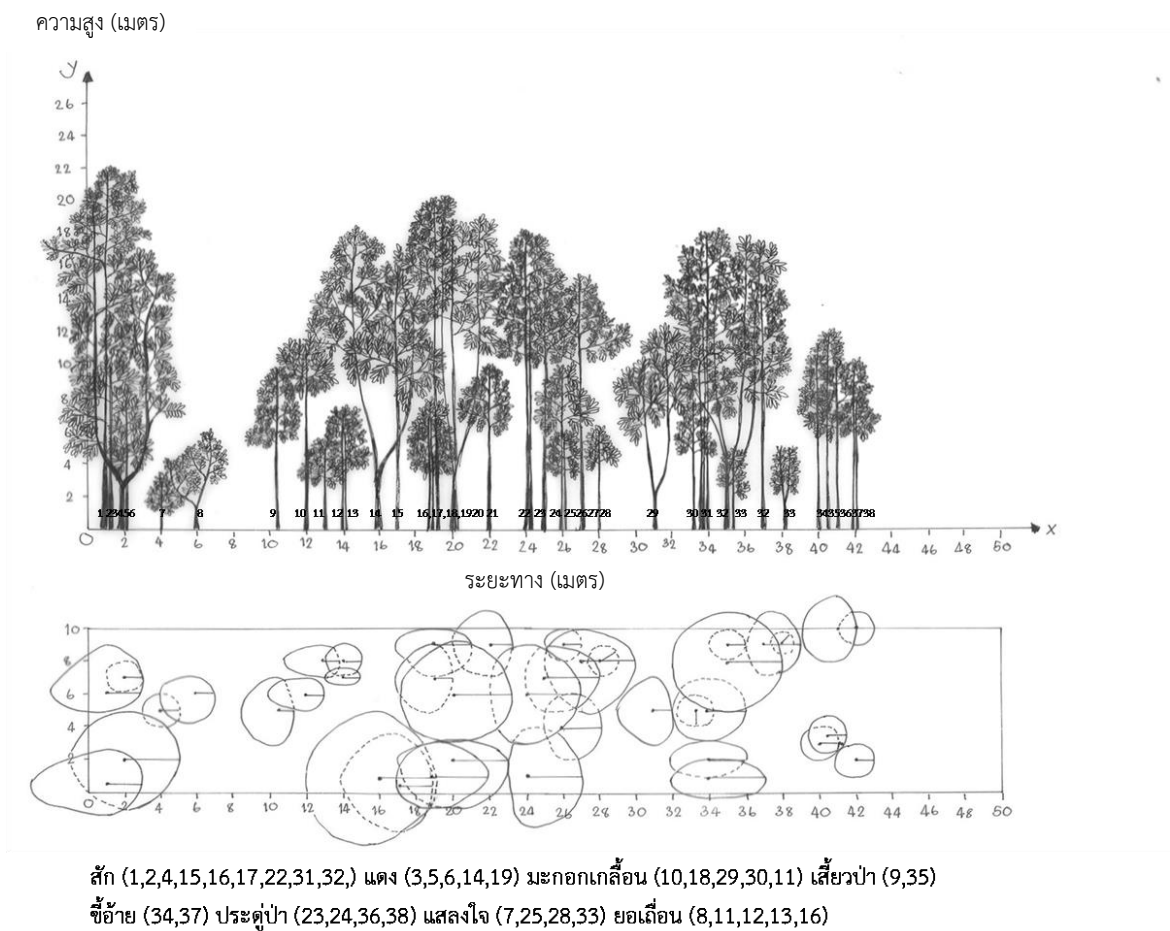 ความสูง (เมตร)
y
26
24
22
20
18
16
14
12
10
8
6
4
2
1 2 3 4 5 6 7 8 9 10 11 12 13 14 15 16,17,18,19 20 21 22 23 24 25 26 27 28 29 30 31 32 33 32 33 34 35 36 37 38
0 2 4 6 8 10 12 14 16 18 20 22 24 26 28 30 32 34 36 38 40 42 44 46 48 50 x
ระยะทาง (เมตร)
10
8
6
4
2
0 2 4 6 8 10 12 14 16 18 20 22 24 26 28 30 32 34 36 38 40 42 44 46 48 50
สัก (1,2,4,15,16,17,22,31,32,) แดง (3,5,6,14,19) มะกอกเกลื้อน (10,18,29,30,11) เสี้ยวป่า (9,35)
ขี้อ้าย (34,37) ประดู่ป่า (23,24,36,38) แสลงใจ (7,25,28,33) ยอเถื่อน (8,11,12,13,16)